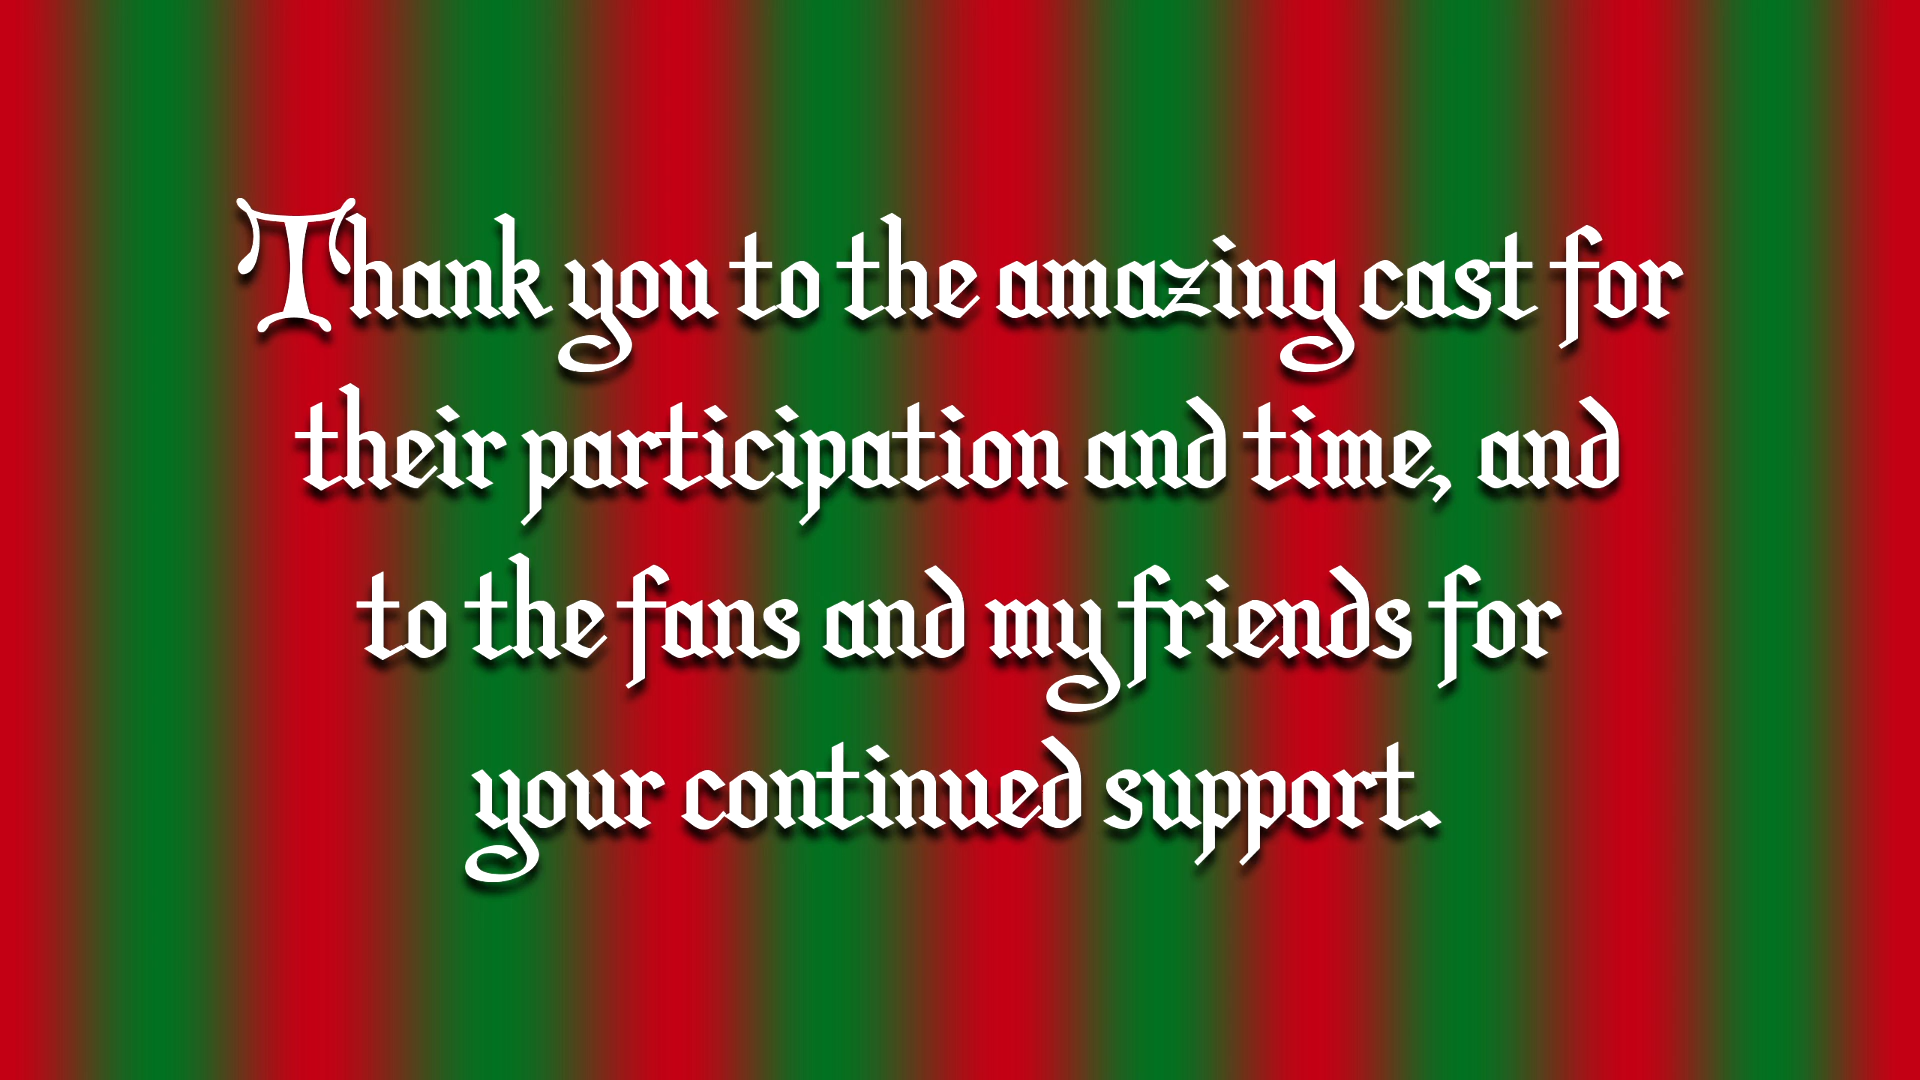 Thank you to the amazing cast for
their participation and time, and
to the fans and my friends for
your continued support.